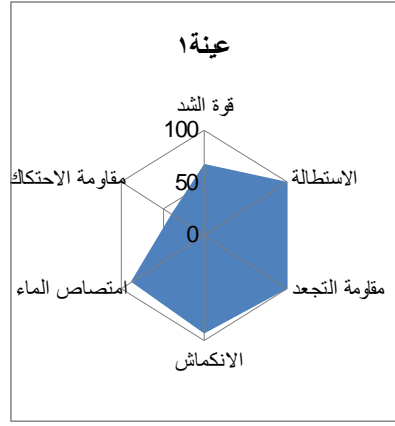 عينة١
قوة الشد
100
مقاومة الاحتكاك
الاستطالة
50
0
امتصاص الماء
مقاومة التجعد
الانكماش